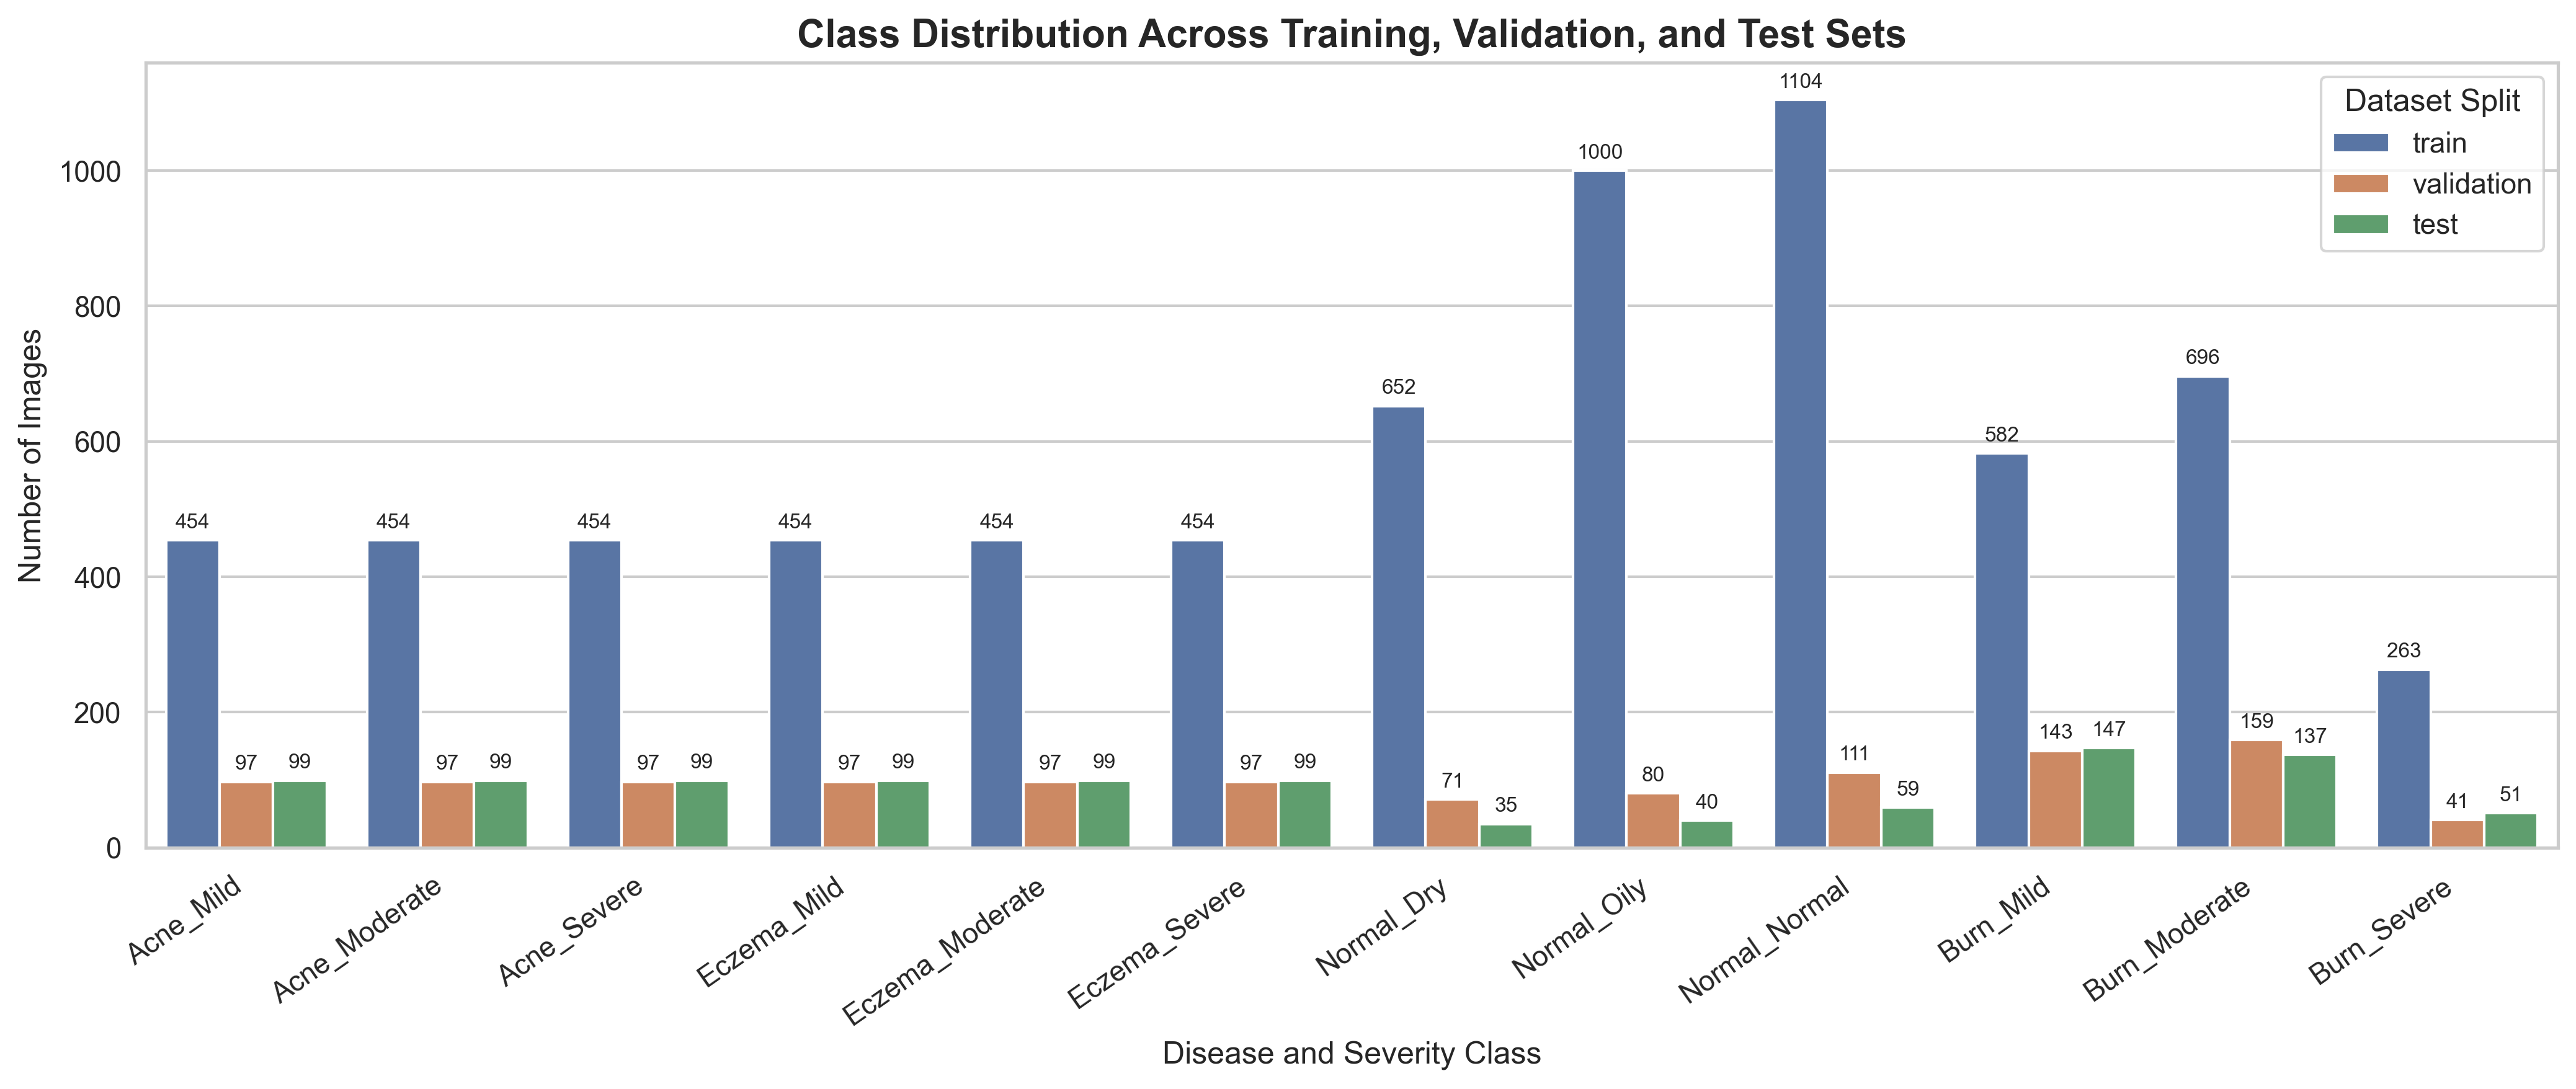 Class Distribution Across Training, Validation, and Test Sets
Number of Images
1000
800
600
400
200
0
Dataset Split
train
validation
test
454 97 99
454 97 99
454 97 99
454 97 99
454 97 99
454 97 99
652 71 35
1000 80 40
1104 111 59
582 143 147
696 159 137
263 41 51
Acne_Mild
Acne_Moderate
Acne_Severe
Eczema_Mild
Eczema_Moderate
Eczema_Severe
Normal_Dry
Normal_Oily
Normal_Normal
Burn_Mild
Burn_Moderate
Burn_Severe
Disease and Severity Class